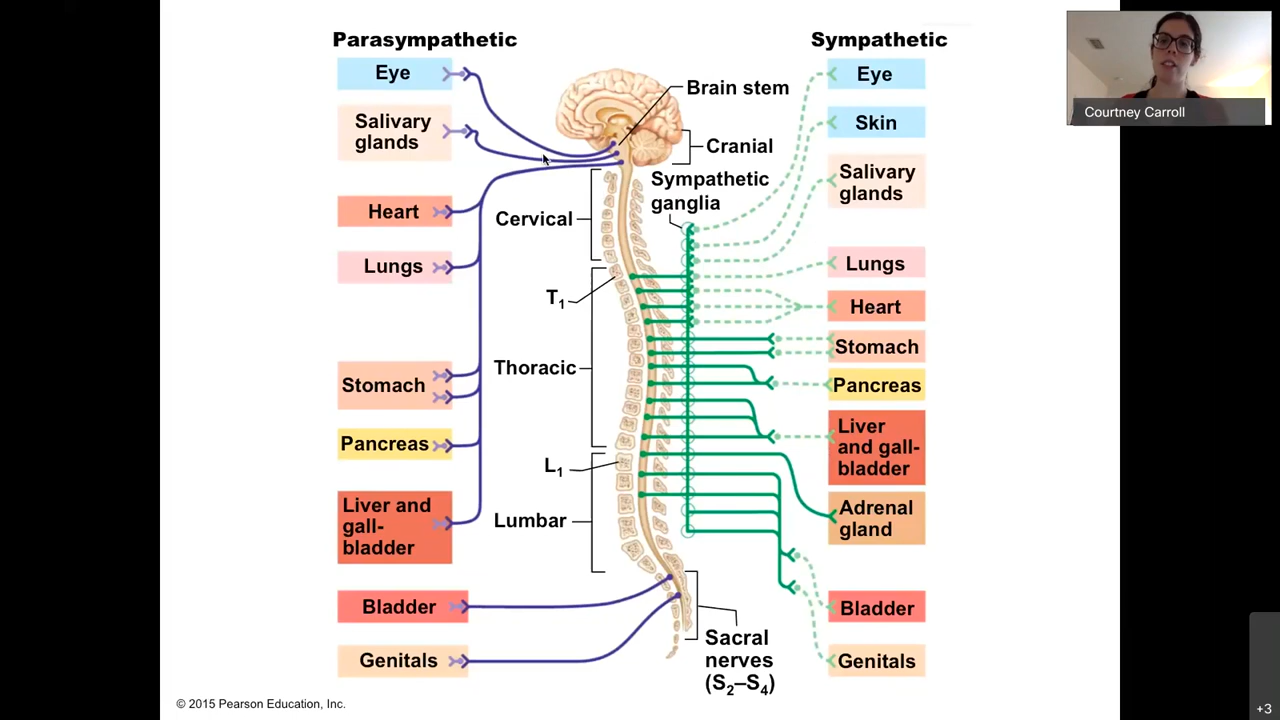 Parasympathetic
Eye
Salivary
glands
Heart
Lungs
Stomach
Pancreas
Liver and
gall-
bladder
Bladder
Genitals
Brain stem
Cranial
Sympathetic
ganglia
Cervical
T1
Thoracic
L1
Lumbar
Sacral
nerves
(S2–S4)
Sympathetic
Eye
Skin
Salivary
glands
Lungs
Heart
Stomach
Pancreas
Liver
and gall-
bladder
Adrenal
gland
Bladder
Genitals
© 2015 Pearson Education, Inc.
Courtney Carroll
+3